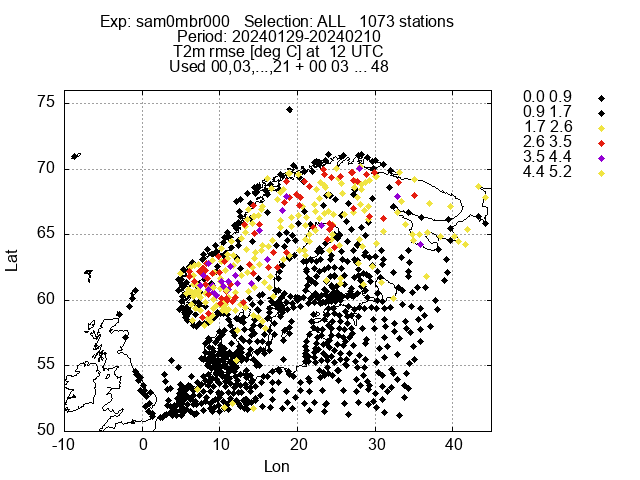 Exp: sam0mbr000 Selection: ALL 1073 stations
Period: 20240129-20240210
T2m rmse [deg C] at 12 UTC
Used 00,03,...,21 + 00 03 ... 48
0.0 0.9
0.9 1.7
1.7 2.6
2.6 3.5
3.5 4.4
4.4 5.2
75
70
65
60
55
50
Lat
-10 0 10 20 30 40
Lon